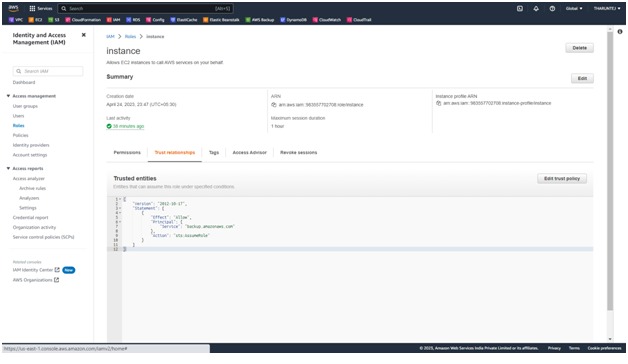 aws Services Search [Alt+S] Global THARUNTEJ
VPC EC2 S3 CloudFormation IAM RDS Config ElastiCache Elastic Beanstalk AWS Backup DynamoDB CloudWatch CloudTrail
Identity and Access Management (IAM)
Search IAM
Dashboard
Access management
User groups
Users
Roles
Policies
Identity providers
Account settings
Access reports
Access analyzer
Archive rules
Analyzers
Settings
Credential report
Organization activity
Service control policies (SCPs)
Related consoles
IAM Identity Center New
AWS Organizations
IAM > Roles > instance
instance
Delete
Allows EC2 instances to call AWS services on your behalf.
Summary
Edit
Creation date
April 24, 2023, 23:47 (UTC+05:30)
ARN
arn:aws:iam::983557702708:role/instance
Instance profile ARN
arn:aws:iam::983557702708:instance-profile/instance
Last activity
38 minutes ago
Maximum session duration
1 hour
Permissions Trust relationships Tags Access Advisor Revoke sessions
Trusted entities
Edit trust policy
Entities that can assume this role under specified conditions.
1 {
2 "Version": "2012-10-17",
3 "Statement": [
4 {
5 "Effect": "Allow",
6 "Principal": {
7 "Service": "backup.amazonaws.com"
8 },
9 "Action": "sts:AssumeRole"
10 }
11 ]
12 }
https://us-east-1.console.aws.amazon.com/iamv2/home#
© 2023, Amazon Web Services India Private Limited or its affiliates. Privacy Terms Cookie preferences